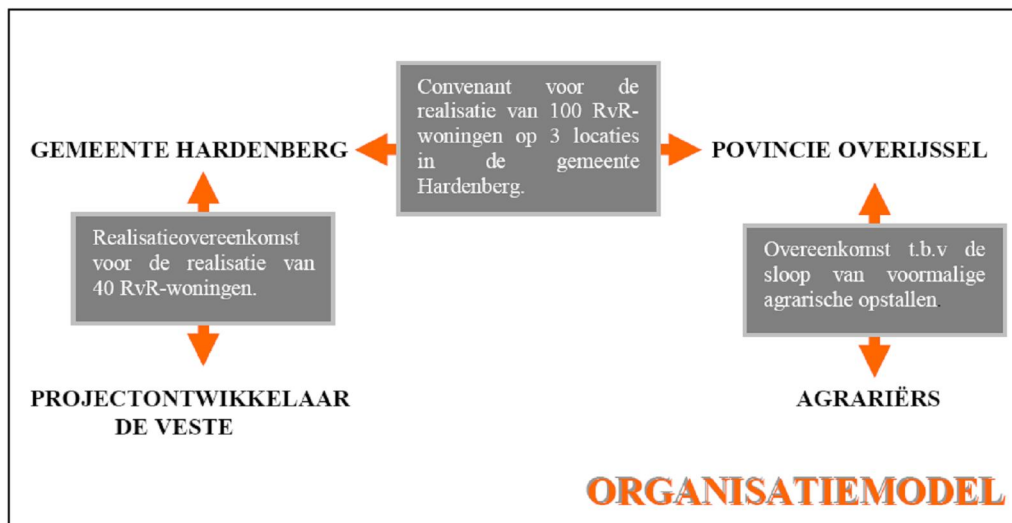 Convenant voor de
realisatie van 100 RvR-
woningen op 3 locaties
in de gemeente
Hardenberg.
GEMEENTE HARDENBERG
POVINCIE OVERIJSSEL
Realisatieovereenkomst
voor de realisatie van
40 RvR-woningen.
Overeenkomst t.b.v de
sloop van voormalige
agrarische opstallen.
PROJECTONTWIKKELAAR
DE VESTE
AGRARIËRS
ORGANISATIEMODEL